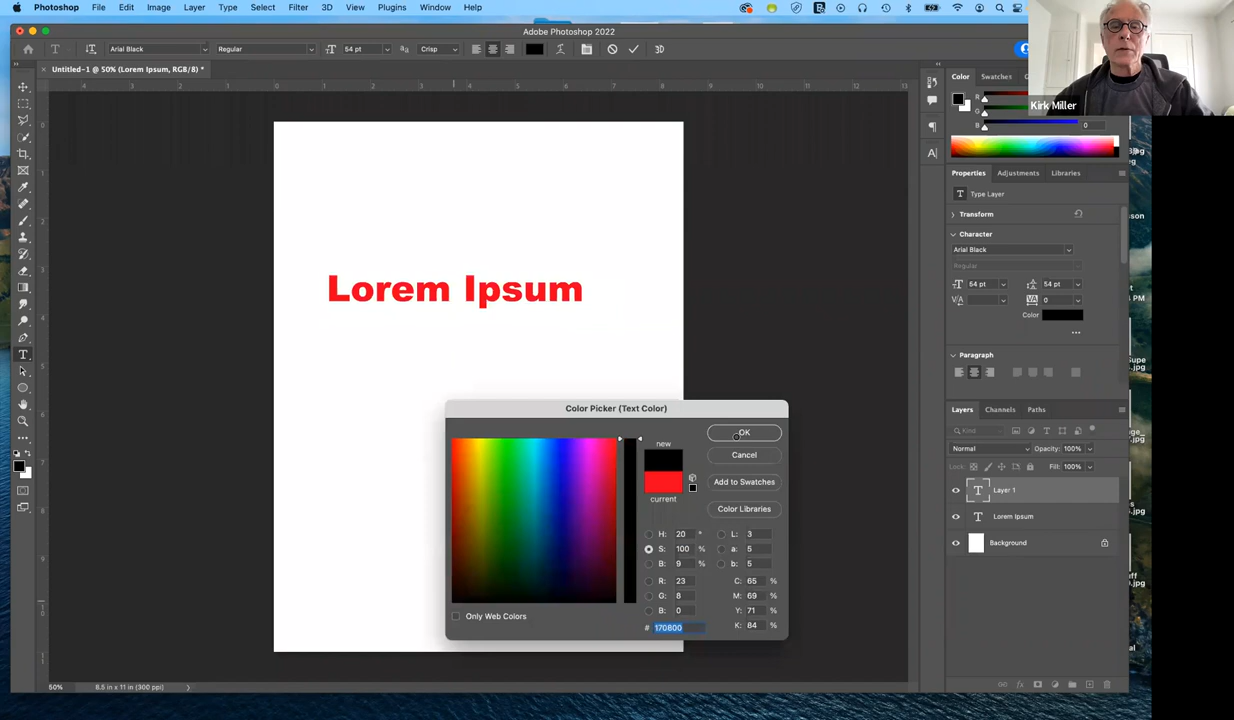 Photoshop File Edit Image Layer Type Select Filter 3D View Plugins Window Help
Adobe Photoshop 2022
Arial Black Regular 54 pt Crisp 3D
Untitled-1 @ 50% (Lorem Ipsum, RGB/8) *
Color Swatches
Kirk Miller
R
G
B 0
Properties Adjustments Libraries
Type Layer
Transform
Character
Arial Black
Regular
54 pt 54 pt
0
Color
Paragraph
Lorem Ipsum
Color Picker (Text Color)
new
current
OK
Cancel
Add to Swatches
Color Libraries
H: 20 ° L: 3
S: 100 % a: 5
B: 9 % b: 5
R: 23 C: 65 %
G: 8 M: 69 %
B: 0 Y: 71 %
# 170800 K: 84 %
Only Web Colors
Layers Channels Paths
Kind
Normal Opacity: 100%
Lock: Fill: 100%
Layer 1
Lorem Ipsum
Background
50% 8.5 in x 11 in (300 ppi)